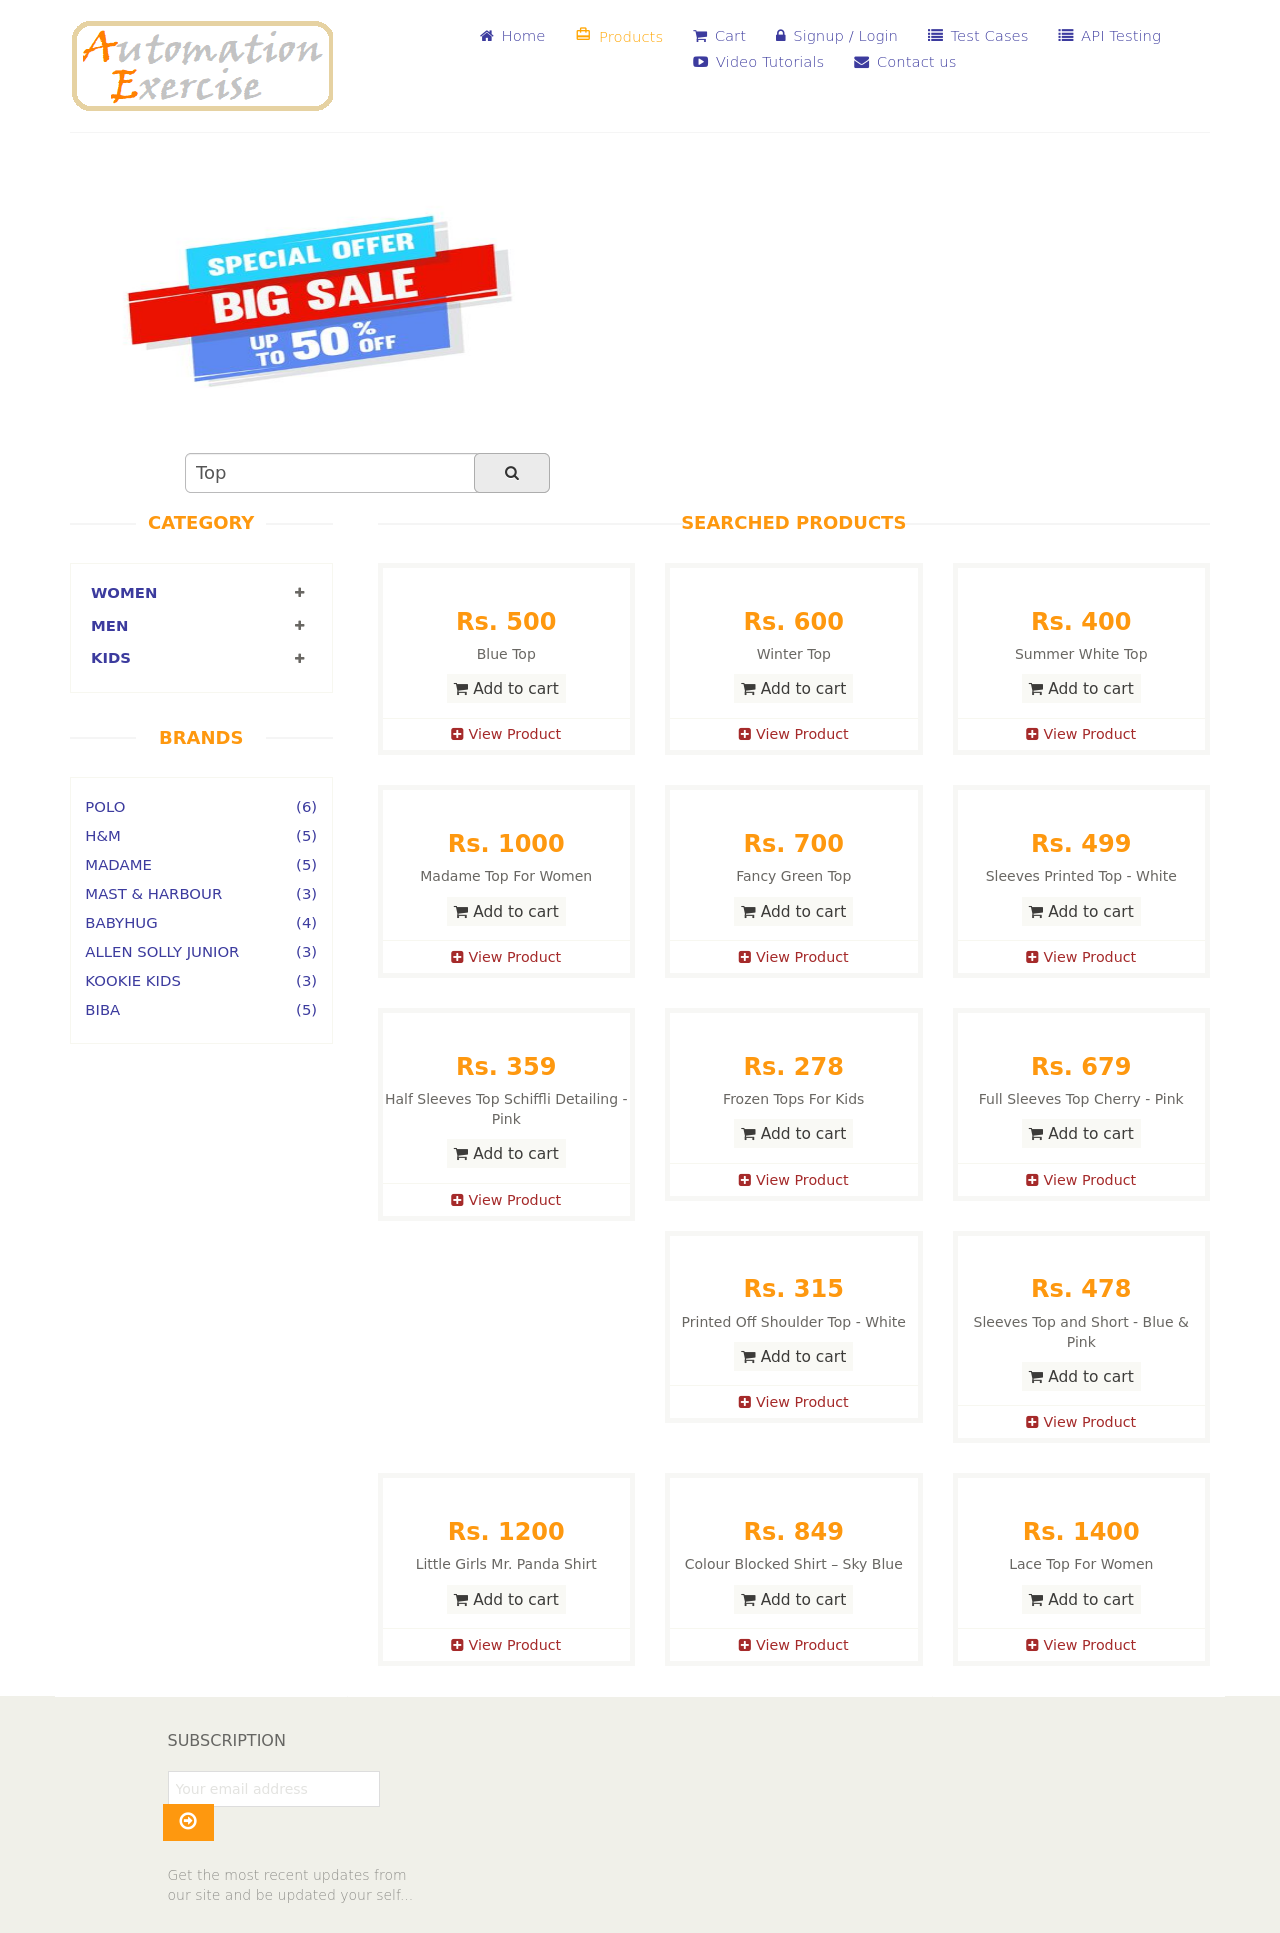 Automation
Exercise
Home
Products
Cart
Signup / Login
Test Cases
API Testing
Video Tutorials
Contact us
SPECIAL OFFER
BIG SALE
UP TO 50% OFF
Top
CATEGORY
WOMEN
MEN
KIDS
BRANDS
POLO (6)
H&M (5)
MADAME (5)
MAST & HARBOUR (3)
BABYHUG (4)
ALLEN SOLLY JUNIOR (3)
KOOKIE KIDS (3)
BIBA (5)
SEARCHED PRODUCTS
Rs. 500
Blue Top
Add to cart
View Product
Rs. 600
Winter Top
Add to cart
View Product
Rs. 400
Summer White Top
Add to cart
View Product
Rs. 1000
Madame Top For Women
Add to cart
View Product
Rs. 700
Fancy Green Top
Add to cart
View Product
Rs. 499
Sleeves Printed Top - White
Add to cart
View Product
Rs. 359
Half Sleeves Top Schiffli Detailing -
Pink
Add to cart
View Product
Rs. 278
Frozen Tops For Kids
Add to cart
View Product
Rs. 679
Full Sleeves Top Cherry - Pink
Add to cart
View Product
Rs. 315
Printed Off Shoulder Top - White
Add to cart
View Product
Rs. 478
Sleeves Top and Short - Blue &
Pink
Add to cart
View Product
Rs. 1200
Little Girls Mr. Panda Shirt
Add to cart
View Product
Rs. 849
Colour Blocked Shirt – Sky Blue
Add to cart
View Product
Rs. 1400
Lace Top For Women
Add to cart
View Product
SUBSCRIPTION
Your email address
Get the most recent updates from
our site and be updated your self...